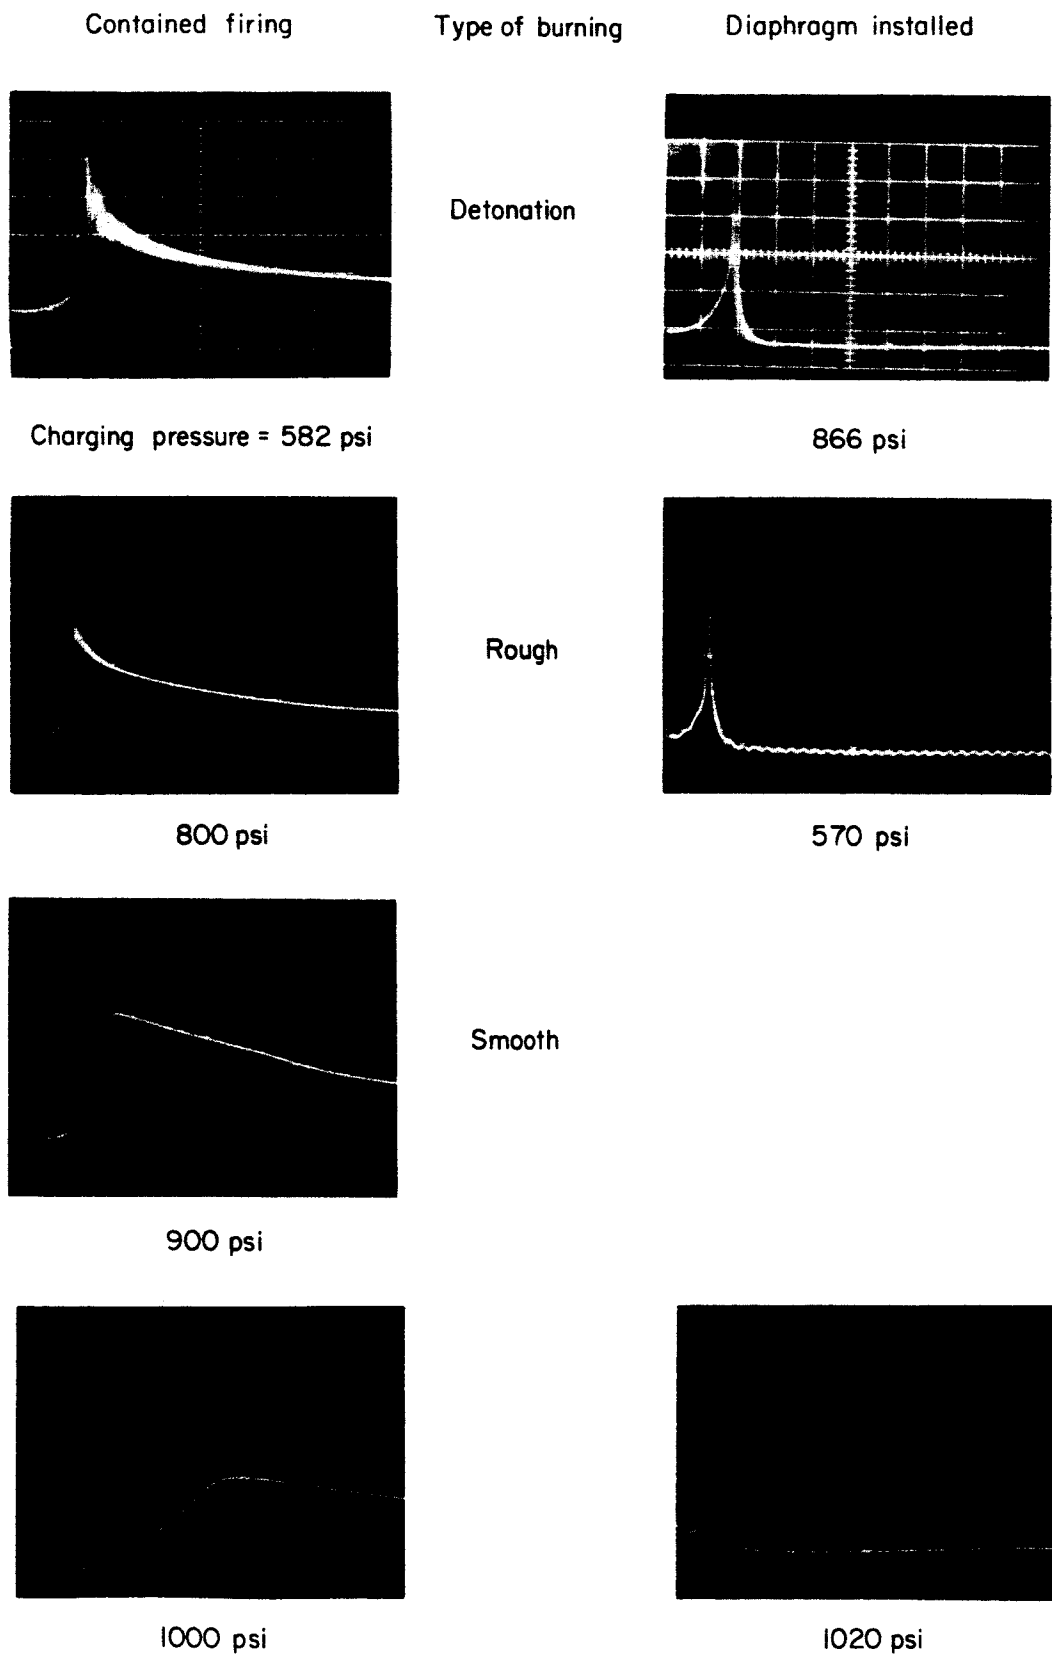 Contained firing Type of burning Diaphragm installed
Detonation
Charging pressure = 582 psi 866 psi
Rough
800 psi 570 psi
Smooth
900 psi
1000 psi 1020 psi